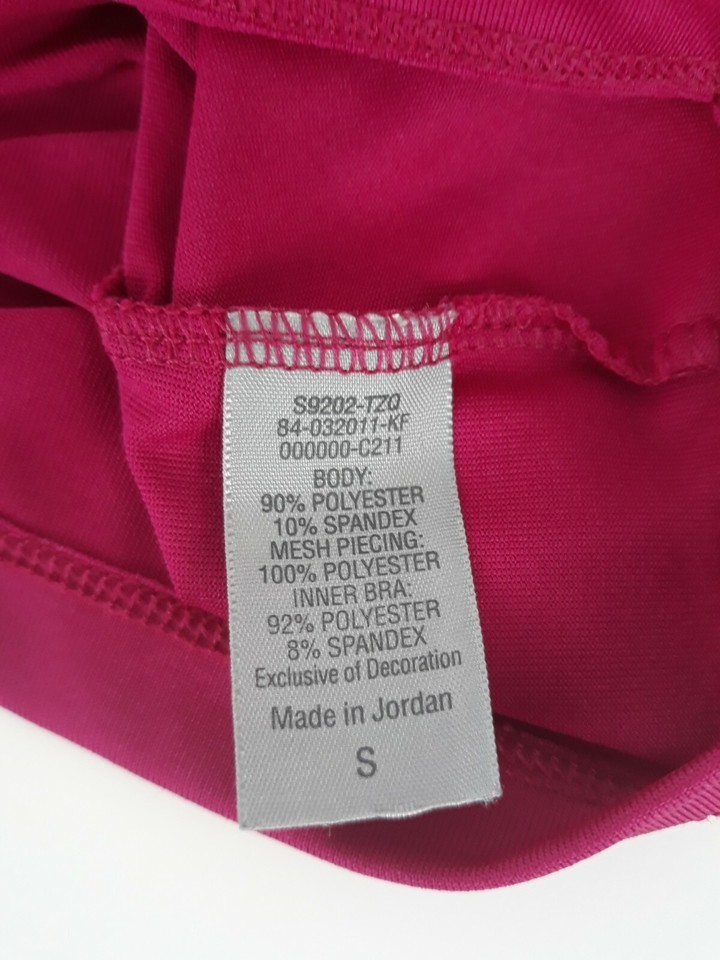 S9202-TZQ
84-032011-KF
000000-C211
BODY:
90% POLYESTER
10% SPANDEX
MESH PIECING:
100% POLYESTER
INNER BRA:
92% POLYESTER
8% SPANDEX
Exclusive of Decoration
Made in Jordan
S